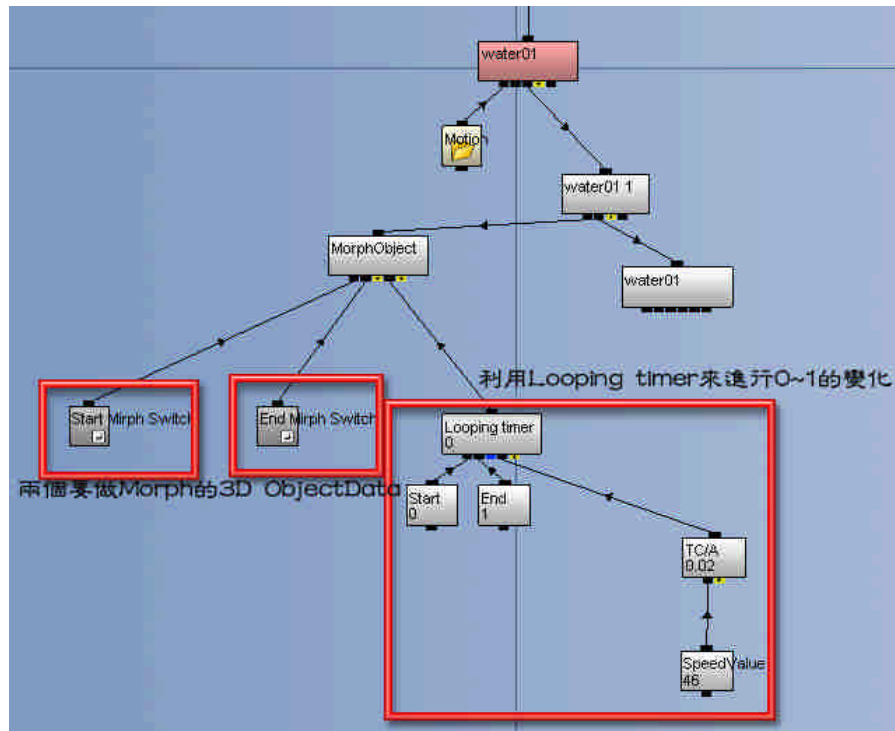 water01
Motion
water01 1
MorphObject
water01
利用Looping timer來進行0~1的變化
Start Mirph Switch
End Mirph Switch
Looping timer
0
兩個要做Morph的3D ObjectData
Start
0
End
1
TC/A
0,02
SpeedValue
46